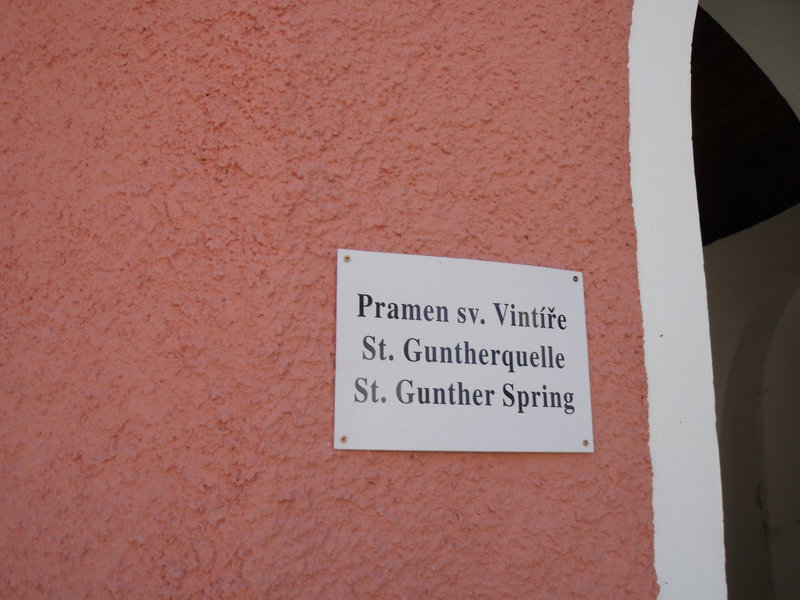 Pramen sv. Vintíře
St. Guntherquelle
St. Gunther Spring